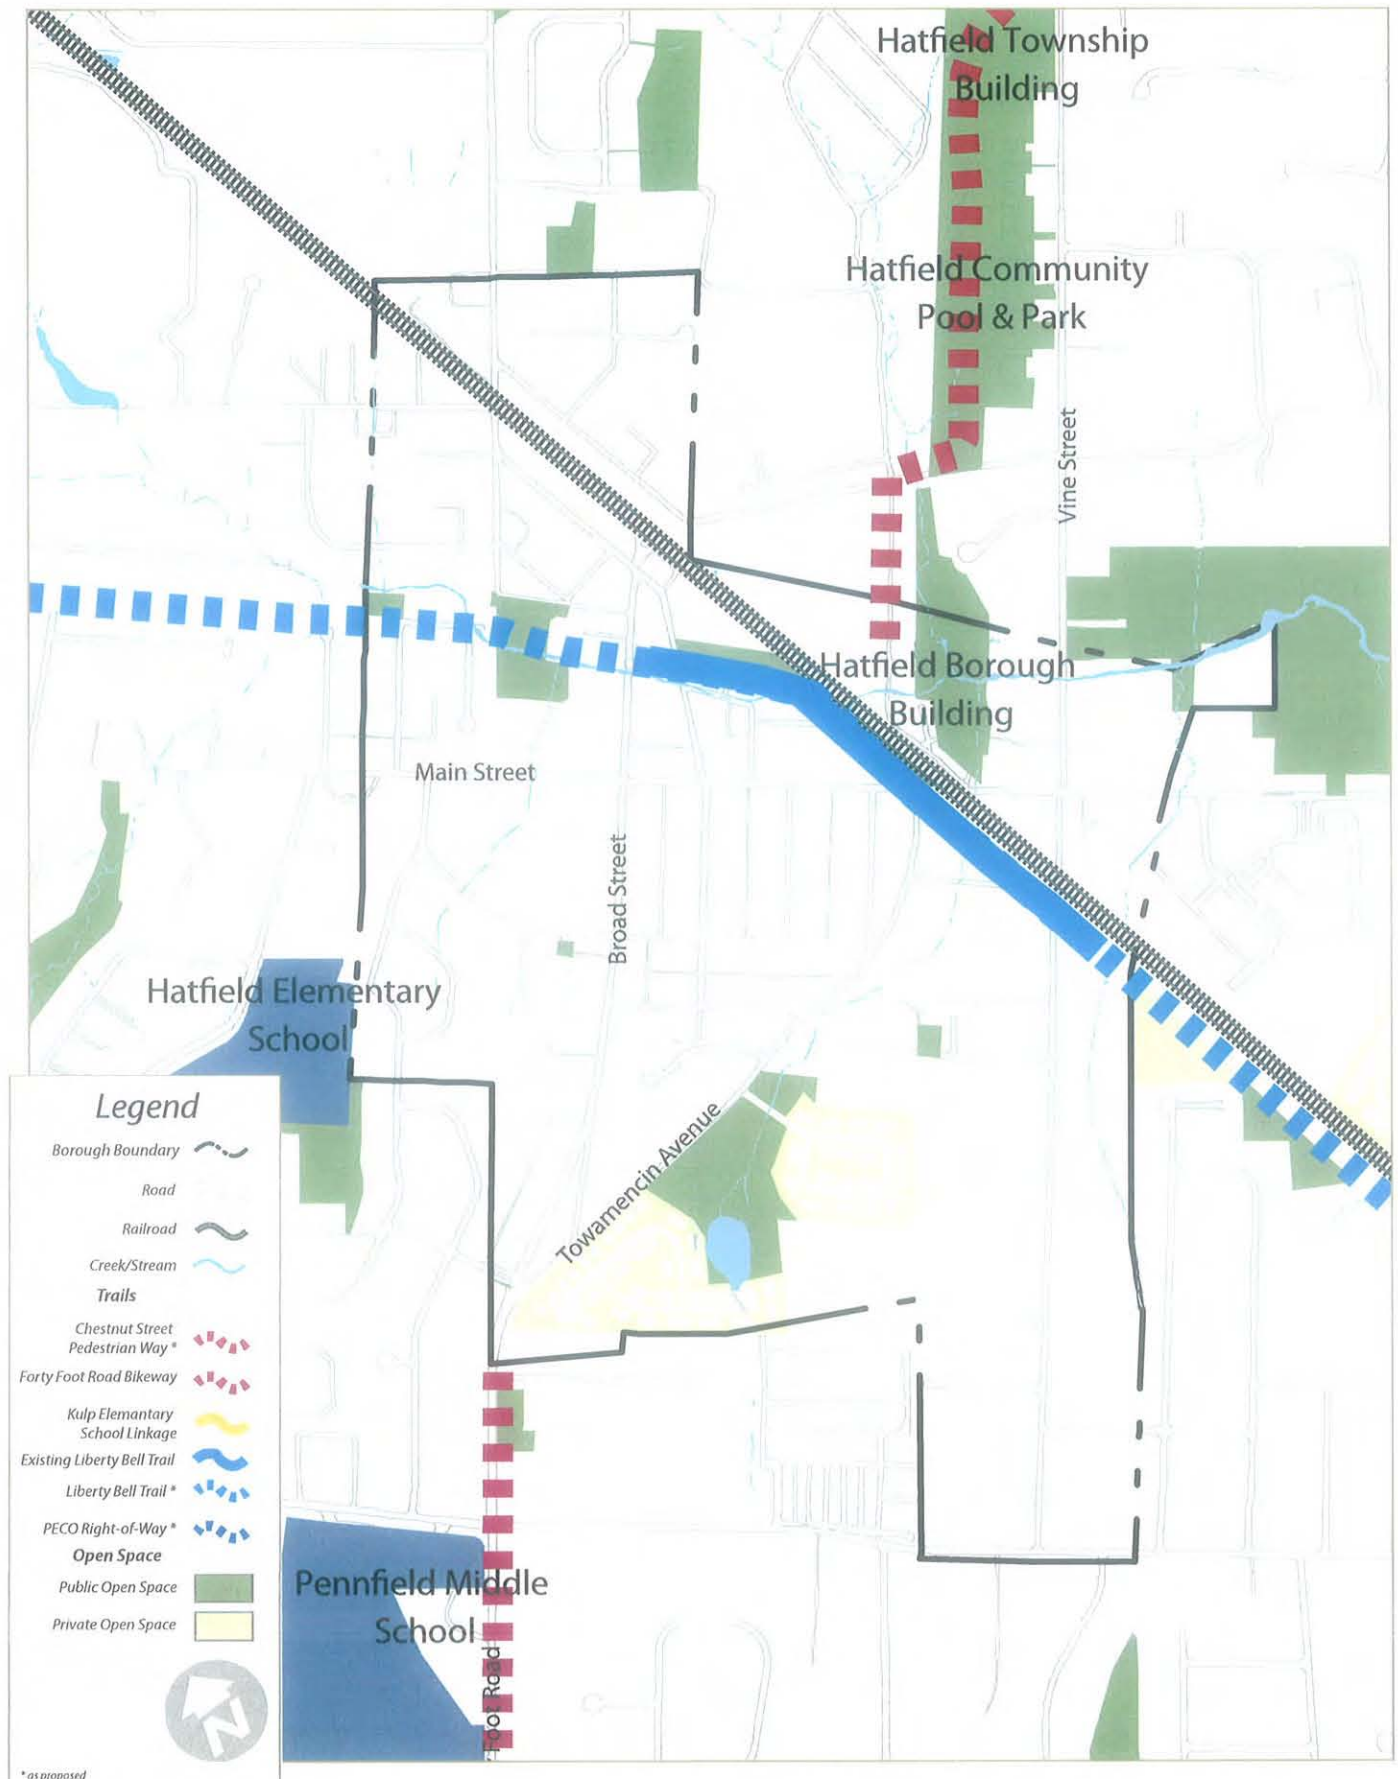 Hatfield Township
Building
Hatfield Community
Pool & Park
Vine Street
Hatfield Borough
Building
Main Street
Broad Street
Hatfield Elementary
School
Towamencin Avenue
Legend
Borough Boundary
Road
Railroad
Creek/Stream
Trails
Chestnut Street
Pedestrian Way *
Forty Foot Road Bikeway
Kulp Elemantary
School Linkage
Existing Liberty Bell Trail
Liberty Bell Trail *
PECO Right-of-Way *
Open Space
Public Open Space
Private Open Space
N
* as proposed
Pennfield Middle
School
Foot Road